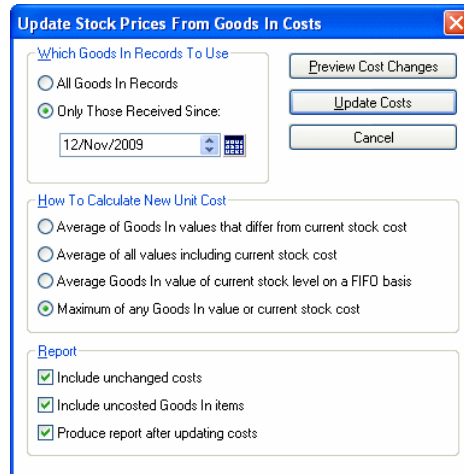 Update Stock Prices From Goods In Costs
Which Goods In Records To Use
All Goods In Records
Only Those Received Since:
12/Nov/2009
Preview Cost Changes
Update Costs
Cancel
How To Calculate New Unit Cost
Average of Goods In values that differ from current stock cost
Average of all values including current stock cost
Average Goods In value of current stock level on a FIFO basis
Maximum of any Goods In value or current stock cost
Report
Include unchanged costs
Include uncosted Goods In items
Produce report after updating costs